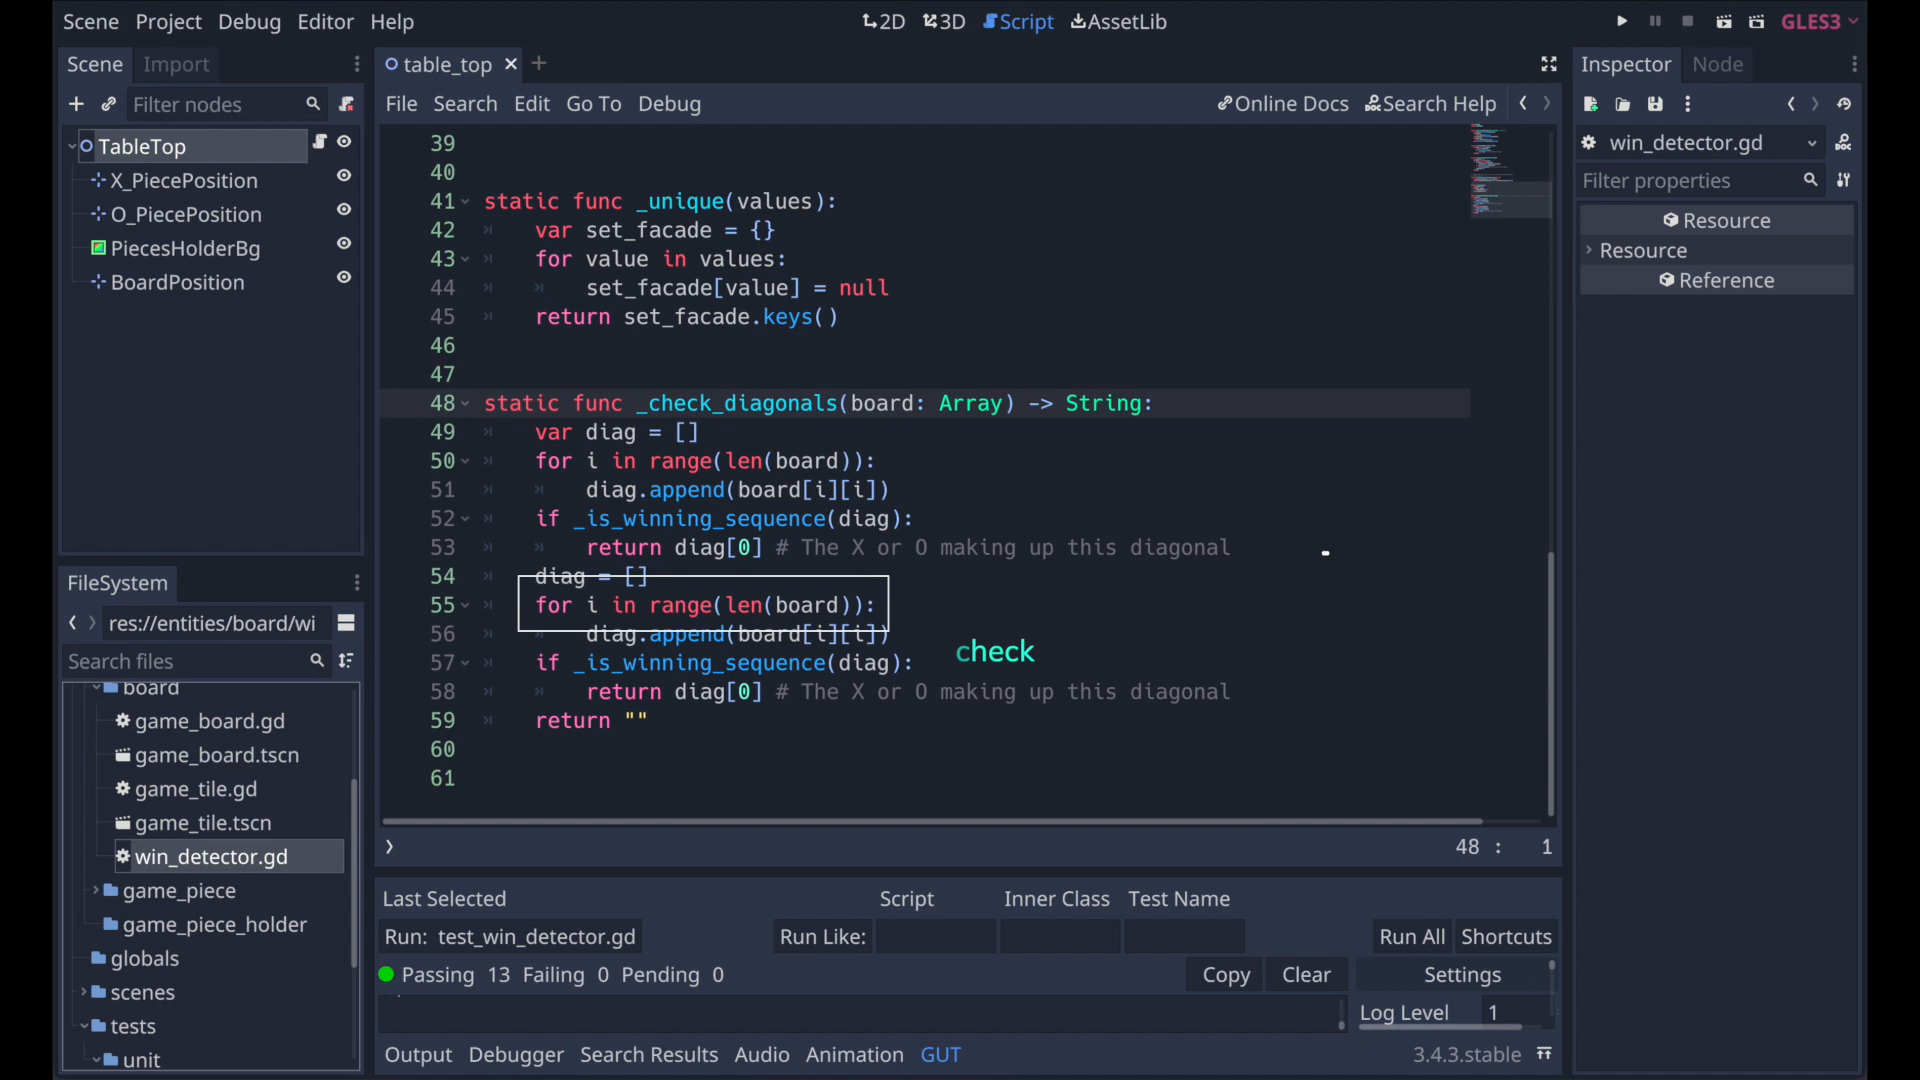 Scene Project Debug Editor Help
2D 3D Script AssetLib
GLES3
Scene Import
Filter nodes
TableTop
X_PiecePosition
O_PiecePosition
PiecesHolderBg
BoardPosition
FileSystem
res://entities/board/wi
Search files
board
game_board.gd
game_board.tscn
game_tile.gd
game_tile.tscn
win_detector.gd
game_piece
game_piece_holder
globals
scenes
tests
unit
table_top
File Search Edit Go To Debug
Online Docs Search Help
39
40
41 static func _unique(values):
42 var set_facade = {}
43 for value in values:
44 set_facade[value] = null
45 return set_facade.keys()
46
47
48 static func _check_diagonals(board: Array) -> String:
49 var diag = []
50 for i in range(len(board)):
51 diag.append(board[i][i])
52 if _is_winning_sequence(diag):
53 return diag[0] # The X or O making up this diagonal
54 diag = []
55 for i in range(len(board)):
56 diag.append(board[i][i])
check
57 if _is_winning_sequence(diag):
58 return diag[0] # The X or O making up this diagonal
59 return ""
60
61
48 : 1
Last Selected Script Inner Class Test Name
Run: test_win_detector.gd Run Like: Run All Shortcuts
Passing 13 Failing 0 Pending 0 Copy Clear Settings
Log Level 1
Output Debugger Search Results Audio Animation GUT 3.4.3.stable
Inspector Node
win_detector.gd
Filter properties
Resource
Resource
Reference